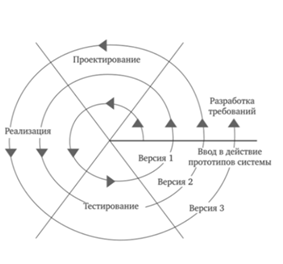 Проектирование
Разработка
требований
Реализация
Ввод в действие
прототипов системы
Версия 1
Версия 2
Тестирование
Версия 3